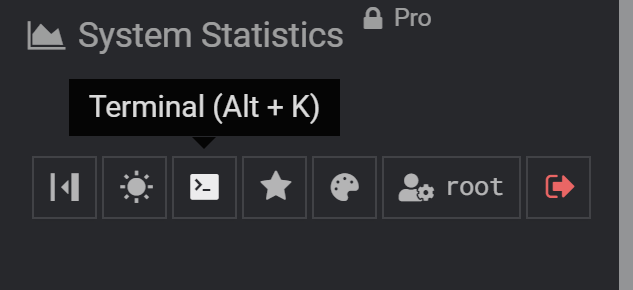 System Statistics Pro
Terminal (Alt + K)
root